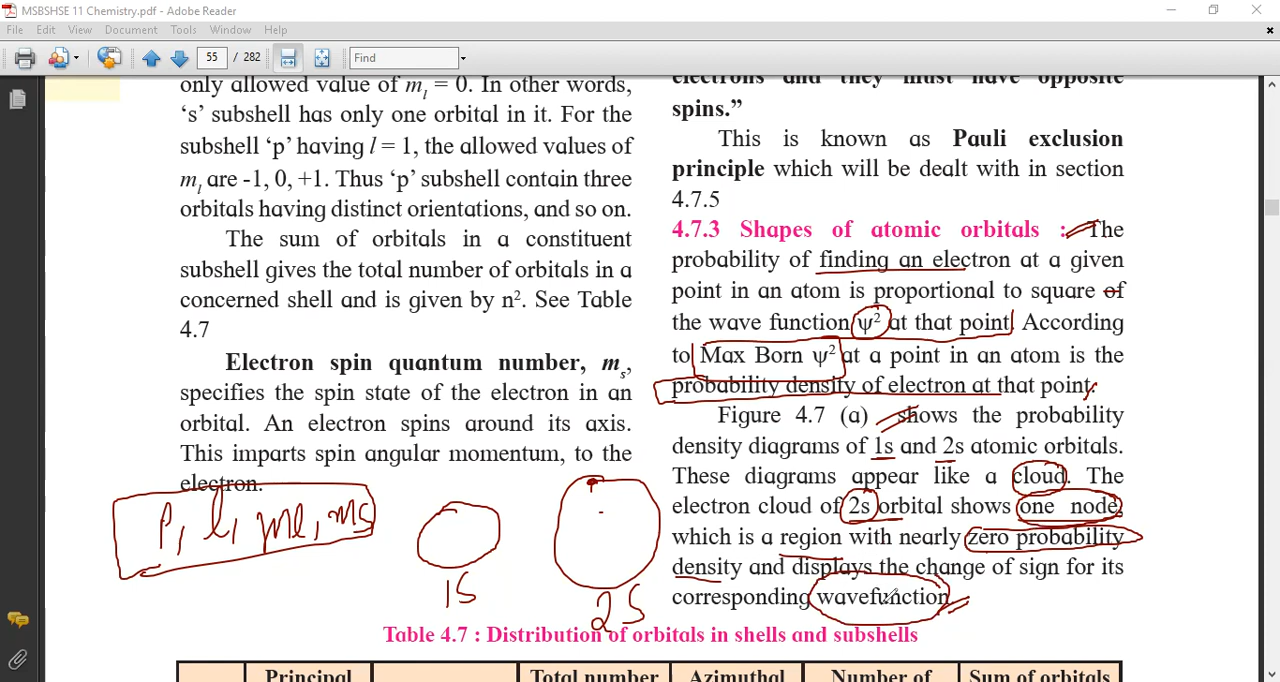 MSBSHSE 11 Chemistry.pdf - Adobe Reader
File Edit View Document Tools Window Help
55 / 282 Find
only allowed value of mₗ = 0. In other words,
‘s’ subshell has only one orbital in it. For the
subshell ‘p’ having l = 1, the allowed values of
mₗ are -1, 0, +1. Thus ‘p’ subshell contain three
orbitals having distinct orientations, and so on.
The sum of orbitals in a constituent
subshell gives the total number of orbitals in a
concerned shell and is given by n². See Table
4.7
Electron spin quantum number, mₛ,
specifies the spin state of the electron in an
orbital. An electron spins around its axis.
This imparts spin angular momentum, to the
electron.
l, ml, ms
1s
2s
electrons and they must have opposite
spins.”
This is known as Pauli exclusion
principle which will be dealt with in section
4.7.5
4.7.3 Shapes of atomic orbitals : The
probability of finding an electron at a given
point in an atom is proportional to square of
the wave function ψ² at that point. According
to Max Born ψ² at a point in an atom is the
probability density of electron at that point.
Figure 4.7 (a) shows the probability
density diagrams of 1s and 2s atomic orbitals.
These diagrams appear like a cloud. The
electron cloud of 2s orbital shows one node,
which is a region with nearly zero probability
density and displays the change of sign for its
corresponding wavefunction.
Table 4.7 : Distribution of orbitals in shells and subshells
Principal Total number Azimuthal Number of Sum of orbitals